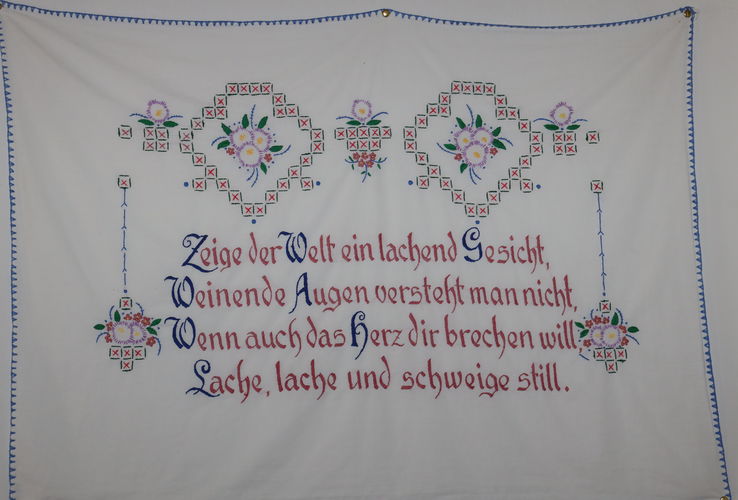 Zeige der Welt ein lachend Gesicht,
Weinende Augen versteht man nicht,
Wenn auch das Herz dir brechen will,
Lache, lache und schweige still.